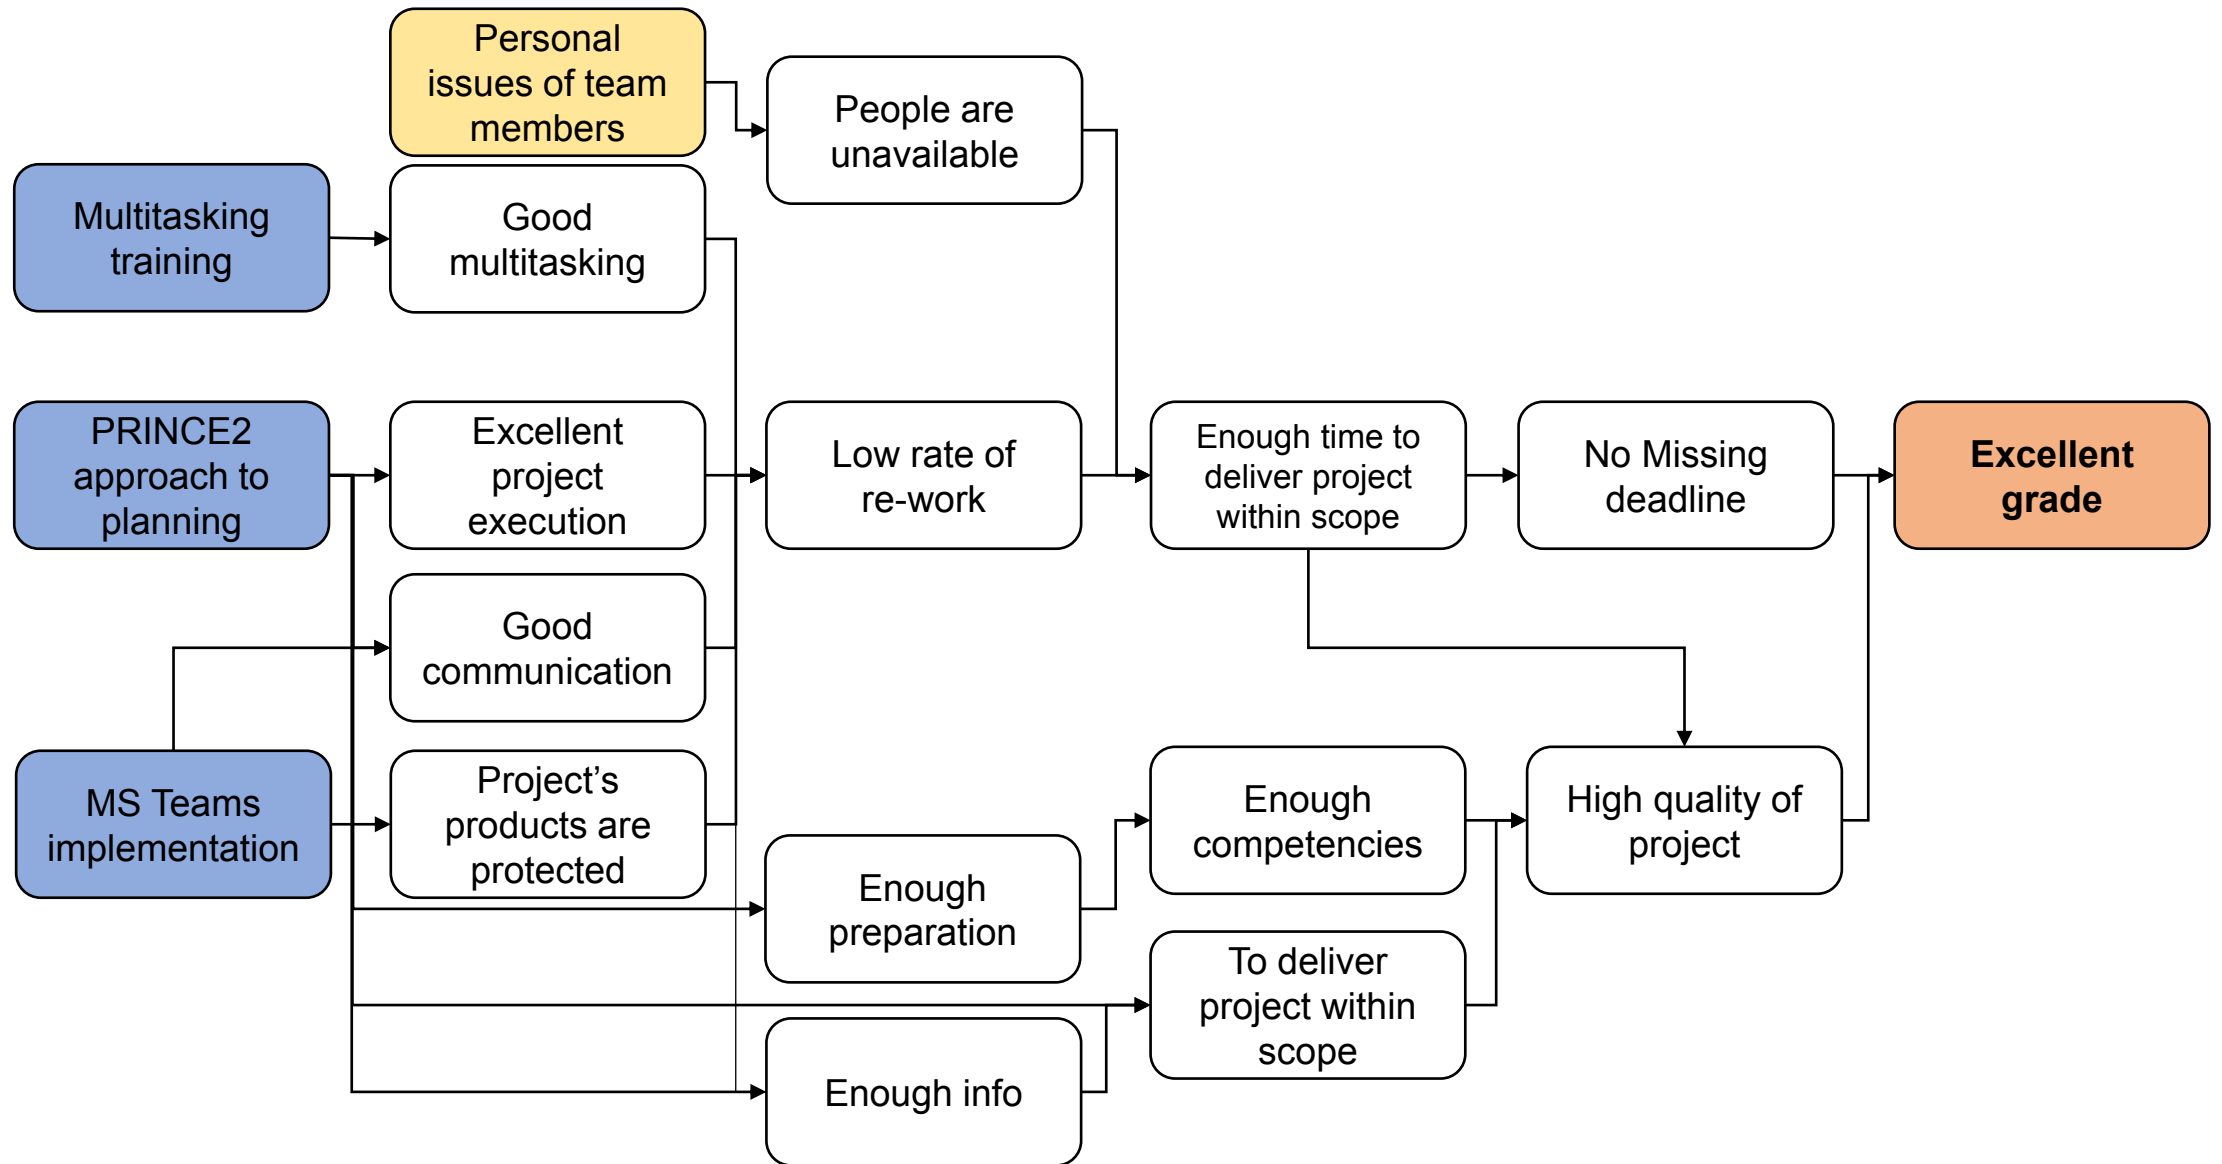 Personal
issues of team
members
People are
unavailable
Multitasking
training
Good
multitasking
PRINCE2
approach to
planning
Excellent
project
execution
Low rate of
re-work
Enough time to
deliver project
within scope
No Missing
deadline
Excellent
grade
Good
communication
MS Teams
implementation
Project’s
products are
protected
Enough
preparation
Enough
competencies
High quality of
project
To deliver
project within
scope
Enough info